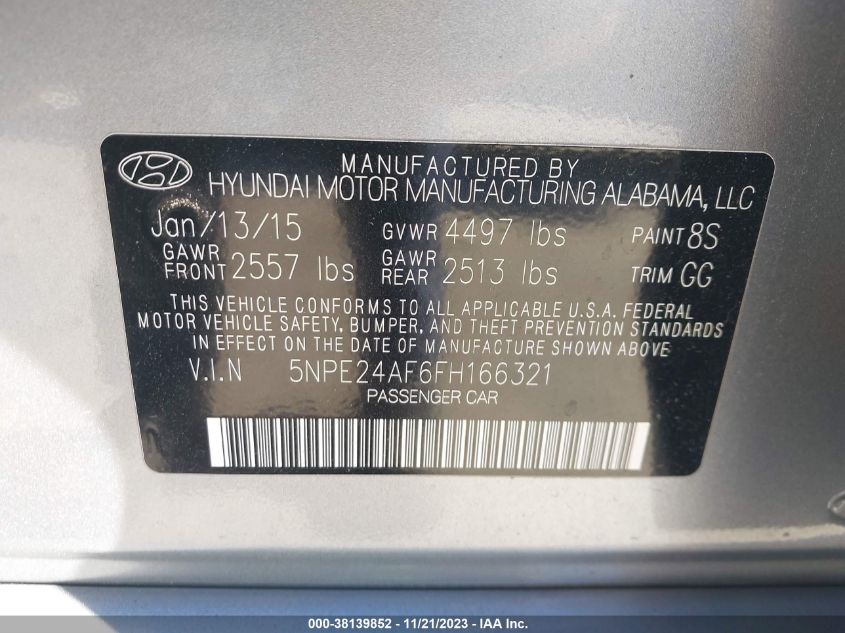 MANUFACTURED BY
HYUNDAI MOTOR MANUFACTURING ALABAMA, LLC
Jan/13/15 GVWR 4497 lbs PAINT 8S
GAWR FRONT 2557 lbs GAWR REAR 2513 lbs TRIM GG
THIS VEHICLE CONFORMS TO ALL APPLICABLE U.S.A. FEDERAL
MOTOR VEHICLE SAFETY, BUMPER, AND THEFT PREVENTION STANDARDS
IN EFFECT ON THE DATE OF MANUFACTURE SHOWN ABOVE.
V.I.N 5NPE24AF6FH166321
PASSENGER CAR
000-38139852 - 11/21/2023 - IAA Inc.